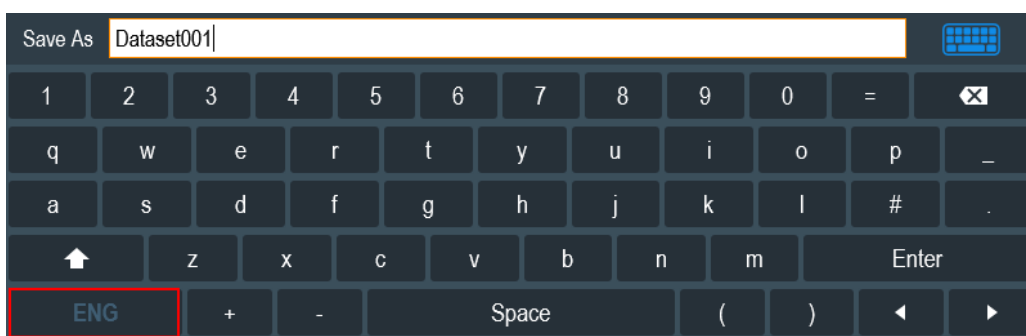 Save As Dataset001
1 2 3 4 5 6 7 8 9 0 =
q w e r t y u i o p _
a s d f g h j k l # .
z x c v b n m Enter
ENG + - Space ( )